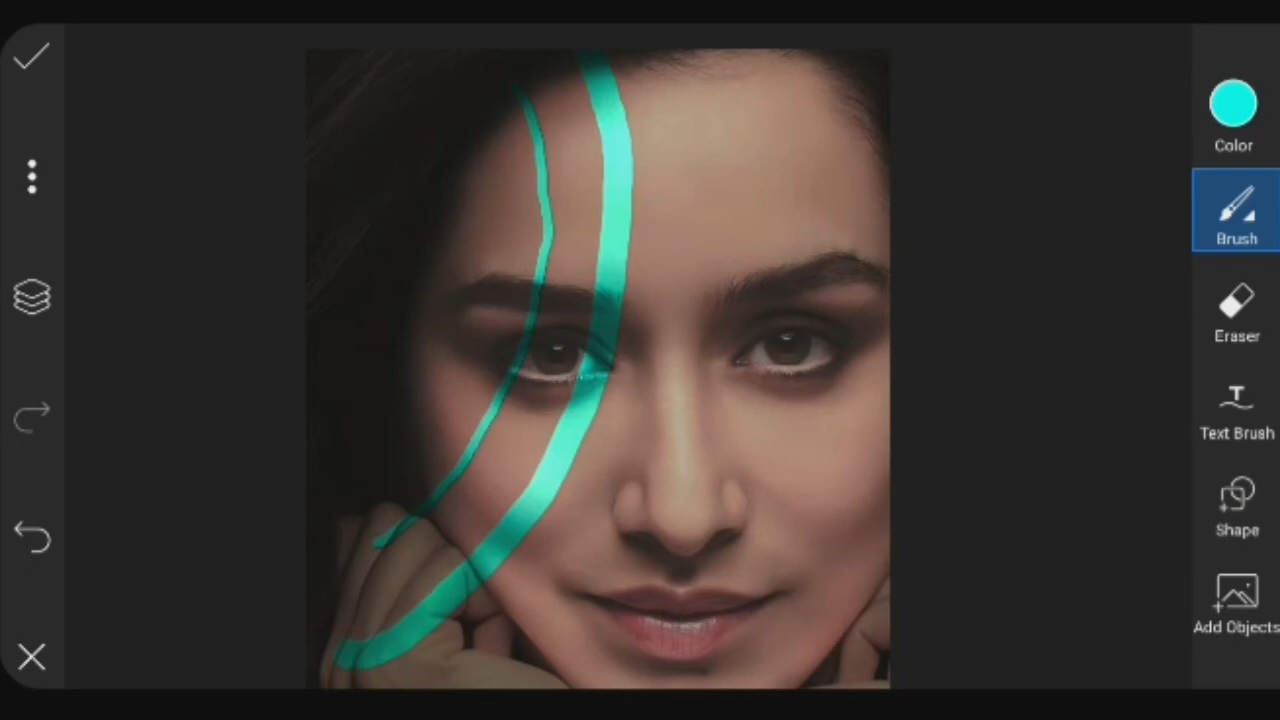 Color
Brush
Eraser
T
Text Brush
Shape
Add Objects